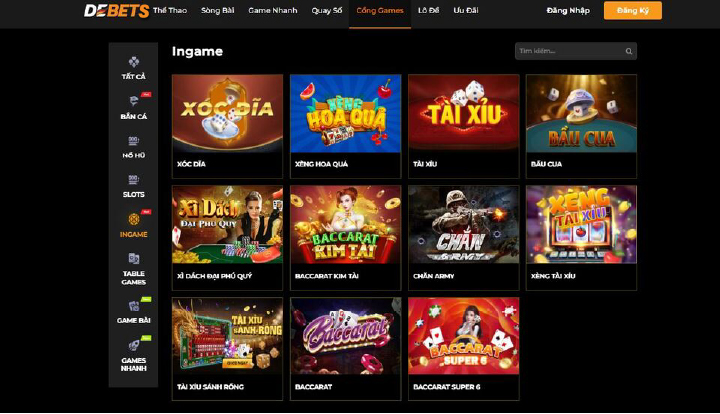 DEBETS
Thể Thao Sòng Bài Game Nhanh Quay Số Cổng Games Lô Đề Ưu Đãi Đăng Nhập Đăng Ký
Ingame
Tìm kiếm...
TẤT CẢ
BẮN CÁ
NỔ HŨ
SLOTS
INGAME
TABLE
GAMES
GAME BÀI
GAMES
NHANH
XÓC DĨA
XÈNG
HOA QUẢ
TÀI XỈU
BẦU CUA
XÓC DĨA
XÈNG HOA QUẢ
TÀI XỈU
BẦU CUA
Xì Dách
ĐẠI PHÚ QUÝ
BACCARAT
KIM TÀI
CHẮN
ARMY
XÈNG
TÀI XỈU
XÌ DÁCH ĐẠI PHÚ QUÝ
BACCARAT KIM TÀI
CHẮN ARMY
XÈNG TÀI XỈU
TÀI XỈU
SÁNH RỒNG
Baccarat
BACCARAT
SUPER 6
TÀI XỈU SÁNH RỒNG
BACCARAT
BACCARAT SUPER 6